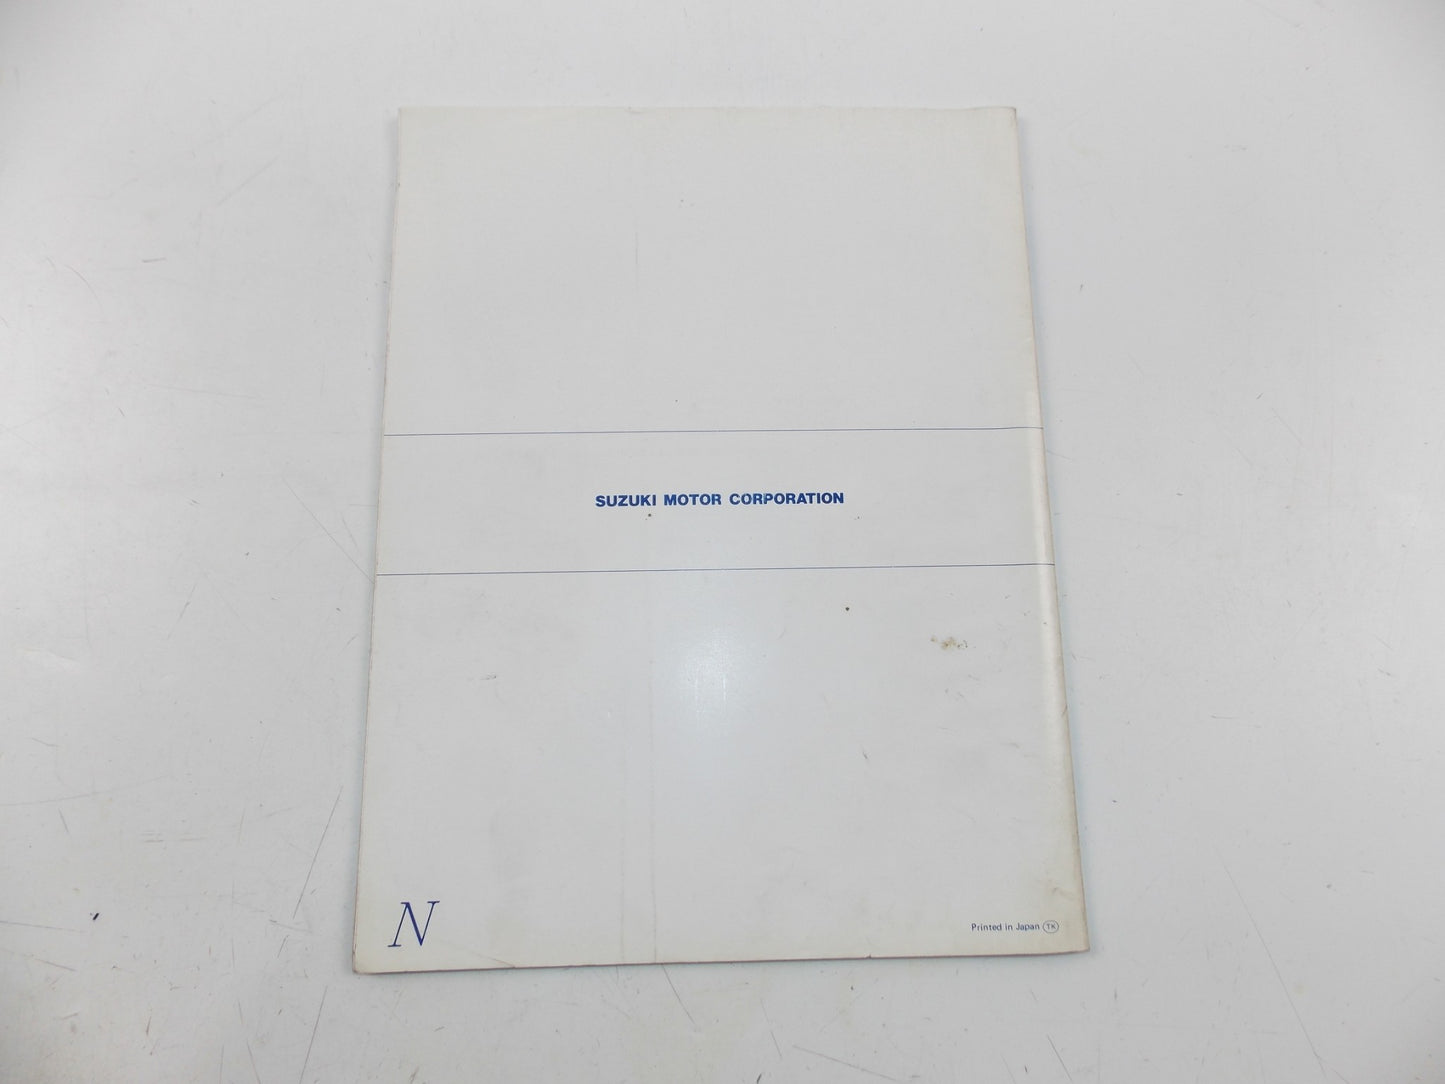 SUZUKI MOTOR CORPORATION
N
Printed in Japan TK